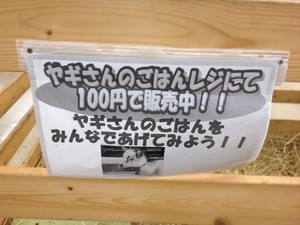 ヤギさんのごはんレジにて
100円で販売中！！
ヤギさんのごはんを
みんなであげてみよう！！